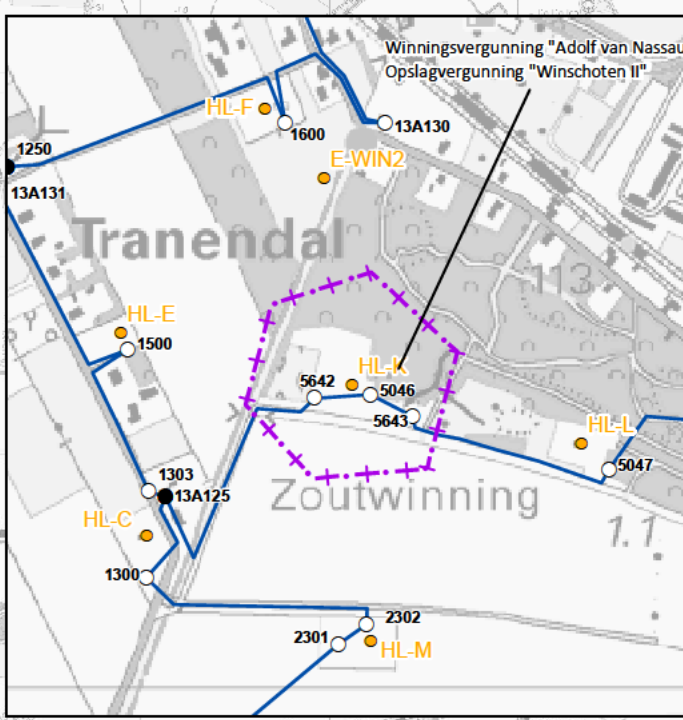 Winningsvergunning "Adolf van Nassau
Opslagvergunning "Winschoten II"
HL-F
1600
13A130
1250
13A131
E-WIN2
Tranendal
113
HL-E
1500
HL-K
5642
5046
5643
HL-L
5047
1303
13A125
Zoutwinning
HL-C
1.1
1300
2302
2301
HL-M